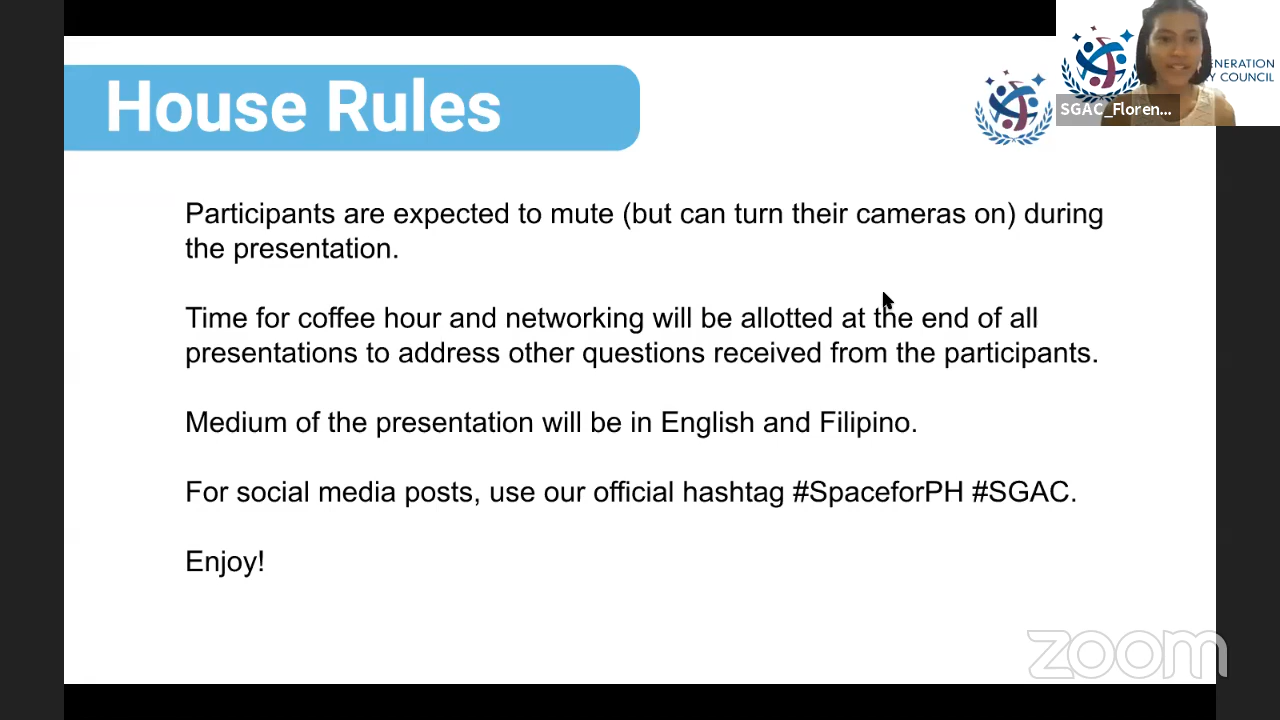 House Rules
ENERATION
Y COUNCIL
SGAC_Floren...
Participants are expected to mute (but can turn their cameras on) during
the presentation.
Time for coffee hour and networking will be allotted at the end of all
presentations to address other questions received from the participants.
Medium of the presentation will be in English and Filipino.
For social media posts, use our official hashtag #SpaceforPH #SGAC.
Enjoy!
zoom